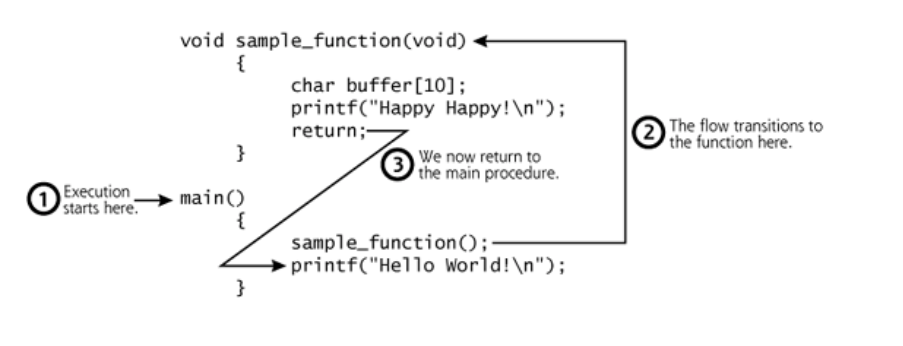 void sample_function(void)
{
char buffer[10];
printf("Happy Happy!\n");
return;
}
2 The flow transitions to
the function here.
3 We now return to
the main procedure.
1 Execution
starts here.
main()
{
sample_function();
printf("Hello World!\n");
}